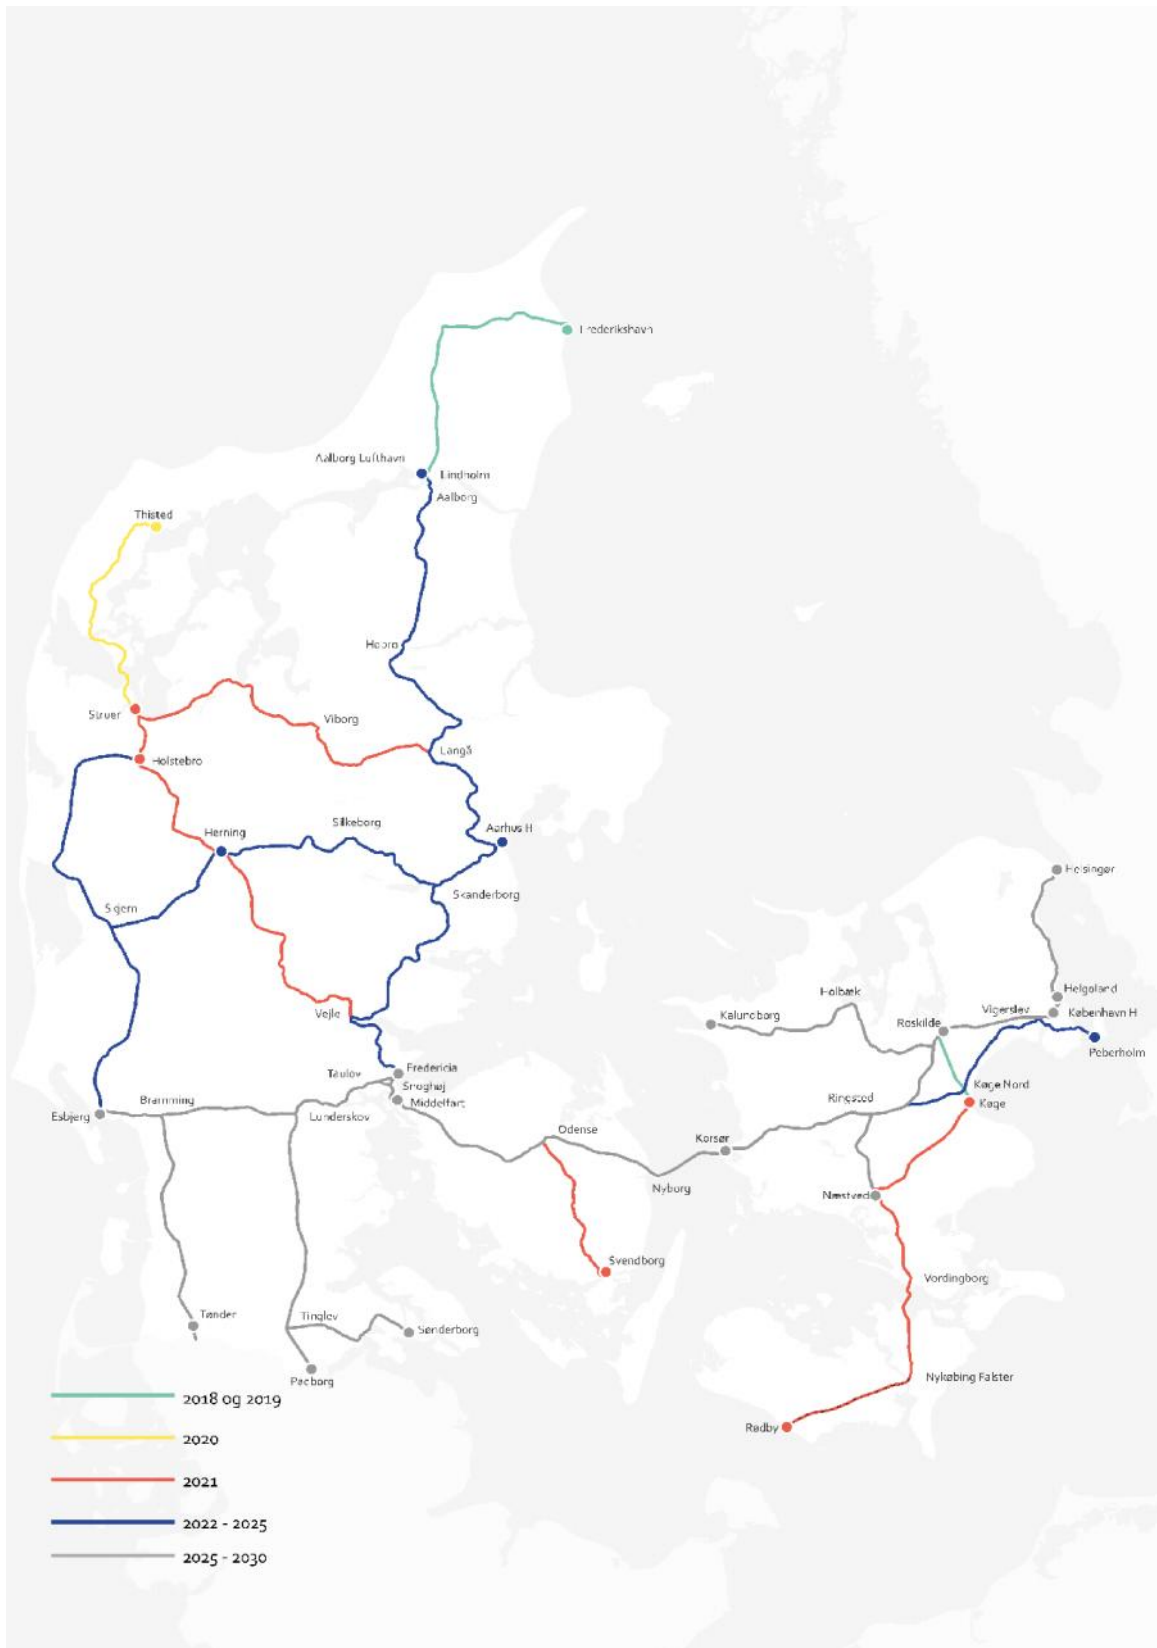 Frederikshavn
Aalborg Lufthavn
Lindholm
Aalborg
Thisted
Hobro
Struer
Viborg
Langå
Holstebro
Silkeborg
Aarhus H
Herning
Skanderborg
Skjern
Vejle
Helsingør
Holbæk
Helgoland
Kalundborg
Roskilde
Vigerslev
København H
Peberholm
Taulov
Fredericia
Snoghøj
Middelfart
Køge Nord
Køge
Ringsted
Esbjerg
Bramming
Lunderskov
Odense
Korsør
Nyborg
Næstved
Svendborg
Vordingborg
Tønder
Tinglev
Sønderborg
Padborg
Nykøbing Falster
Rødby
2018 og 2019
2020
2021
2022 - 2025
2025 - 2030